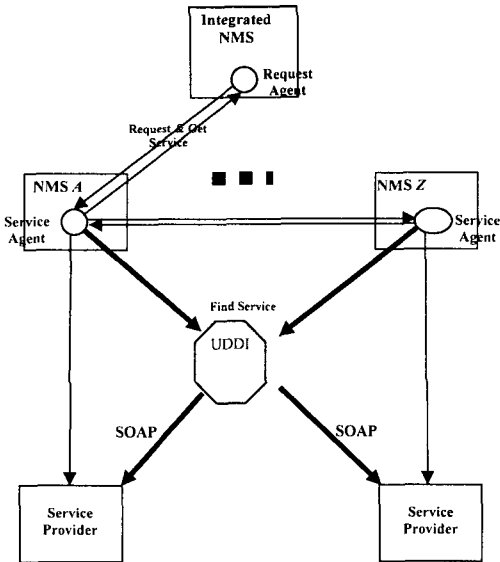 Integrated
NMS
Request
Agent
Request & Get
Service
NMS A
NMS Z
Service
Agent
Service
Agent
Find Service
UDDI
SOAP
SOAP
Service
Provider
Service
Provider